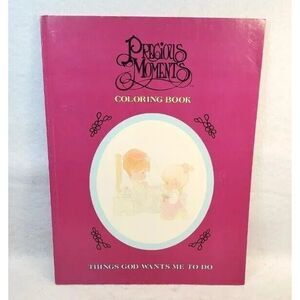 PRECIOUS
MOMENTS
COLORING BOOK
THINGS GOD WANTS ME TO DO